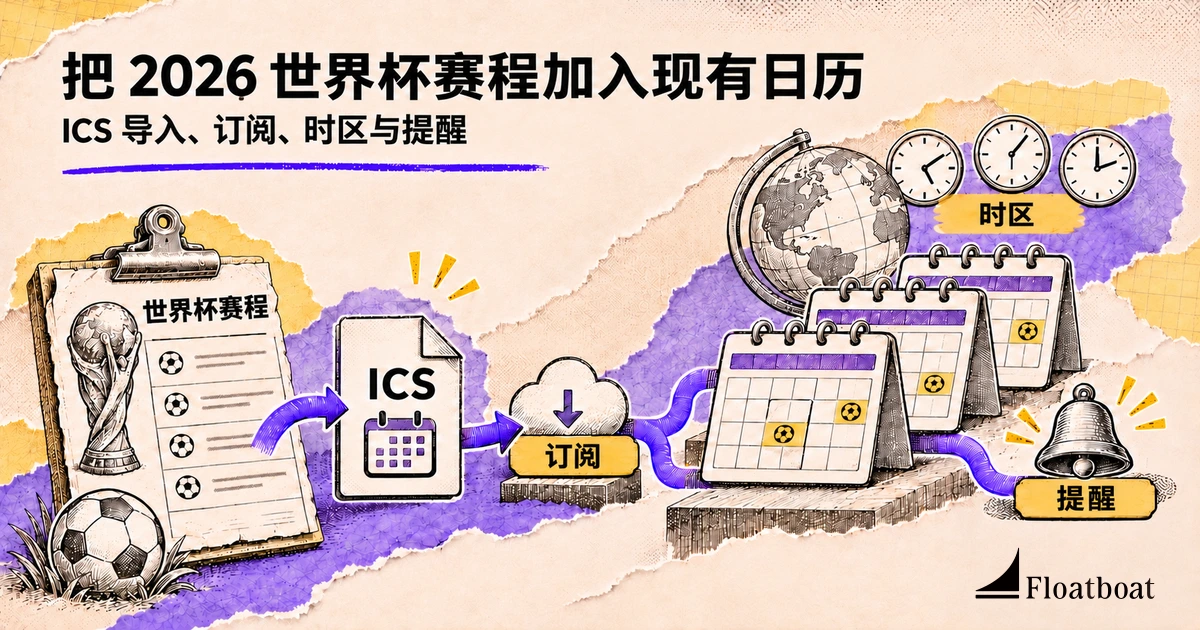 把 2026 世界杯赛程加入现有日历
ICS 导入、订阅、时区与提醒
时区
世界杯赛程
ICS
订阅
提醒
Floatboat